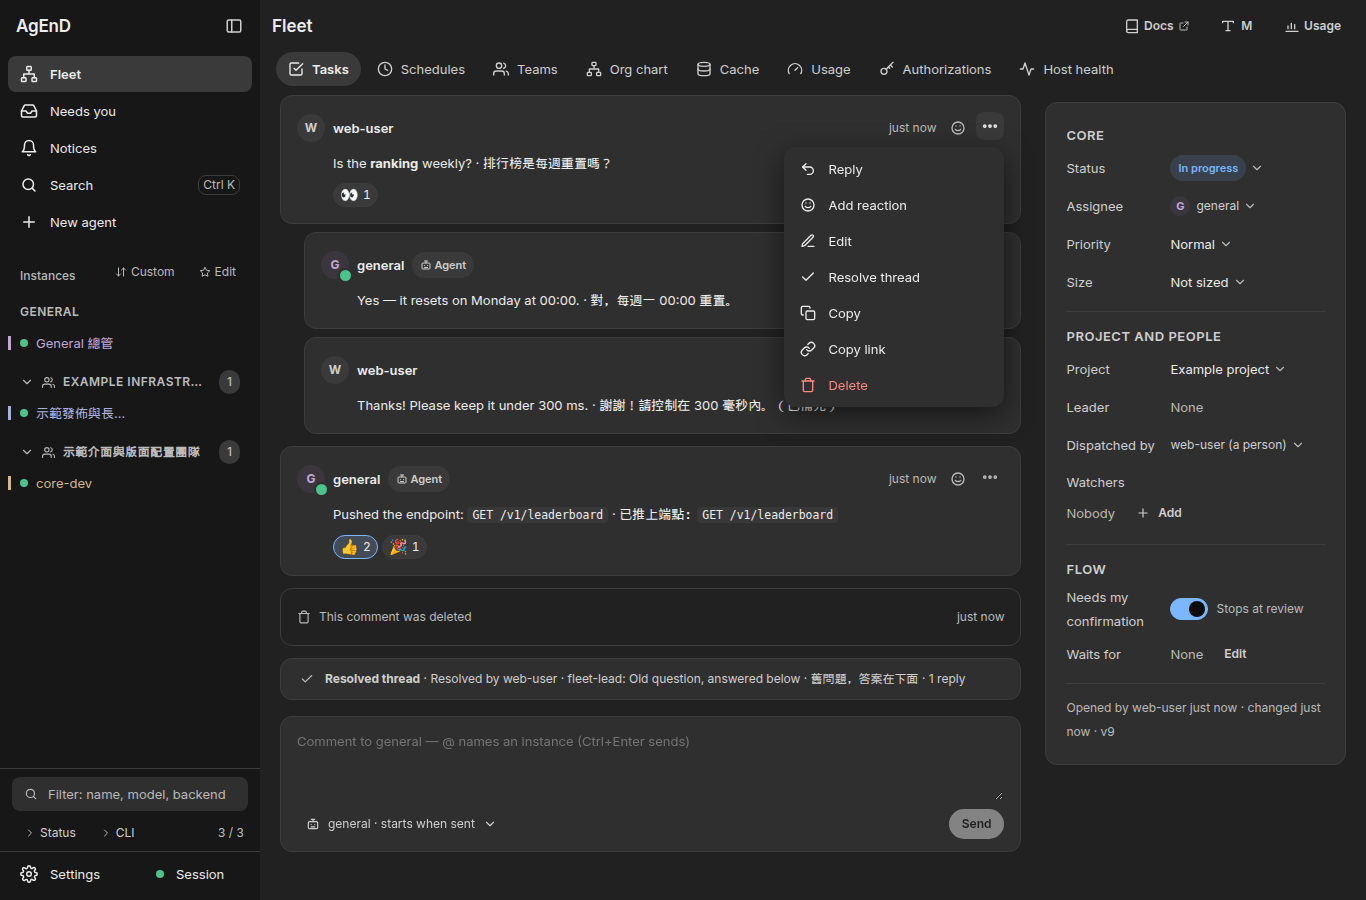 AgEnD
Fleet
Needs you
Notices
Search
Ctrl K
New agent
Instances
Custom
Edit
GENERAL
General 總管
EXAMPLE INFRASTR...
1
示範發佈與長...
示範介面與版面配置團隊
1
core-dev
Filter: name, model, backend
Status
CLI
3 / 3
Settings
Session
Fleet
Docs
M
Usage
Tasks
Schedules
Teams
Org chart
Cache
Usage
Authorizations
Host health
W
web-user
just now
Is the ranking weekly? · 排行榜是每週重置嗎？
👀 1
Reply
Add reaction
Edit
Resolve thread
Copy
Copy link
Delete
G
general
Agent
Yes — it resets on Monday at 00:00. · 對，每週一 00:00 重置。
W
web-user
Thanks! Please keep it under 300 ms. · 謝謝！請控制在 300 毫秒內。
G
general
Agent
just now
Pushed the endpoint: GET /v1/leaderboard · 已推上端點： GET /v1/leaderboard
👍 2
🎉 1
This comment was deleted
just now
Resolved thread · Resolved by web-user · fleet-lead: Old question, answered below · 舊問題，答案在下面 · 1 reply
Comment to general — @ names an instance (Ctrl+Enter sends)
general · starts when sent
Send
CORE
Status
In progress
Assignee
G
general
Priority
Normal
Size
Not sized
PROJECT AND PEOPLE
Project
Example project
Leader
None
Dispatched by
web-user (a person)
Watchers
Nobody
Add
FLOW
Needs my
confirmation
Stops at review
Waits for
None
Edit
Opened by web-user just now · changed just
now · v9